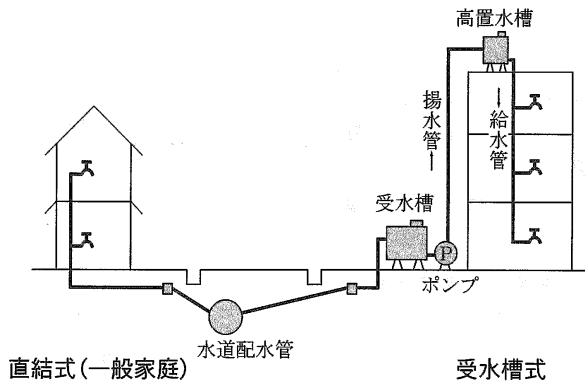 高置水槽
揚水管
給水管
受水槽
P
ポンプ
水道配水管
直結式(一般家庭)
受水槽式